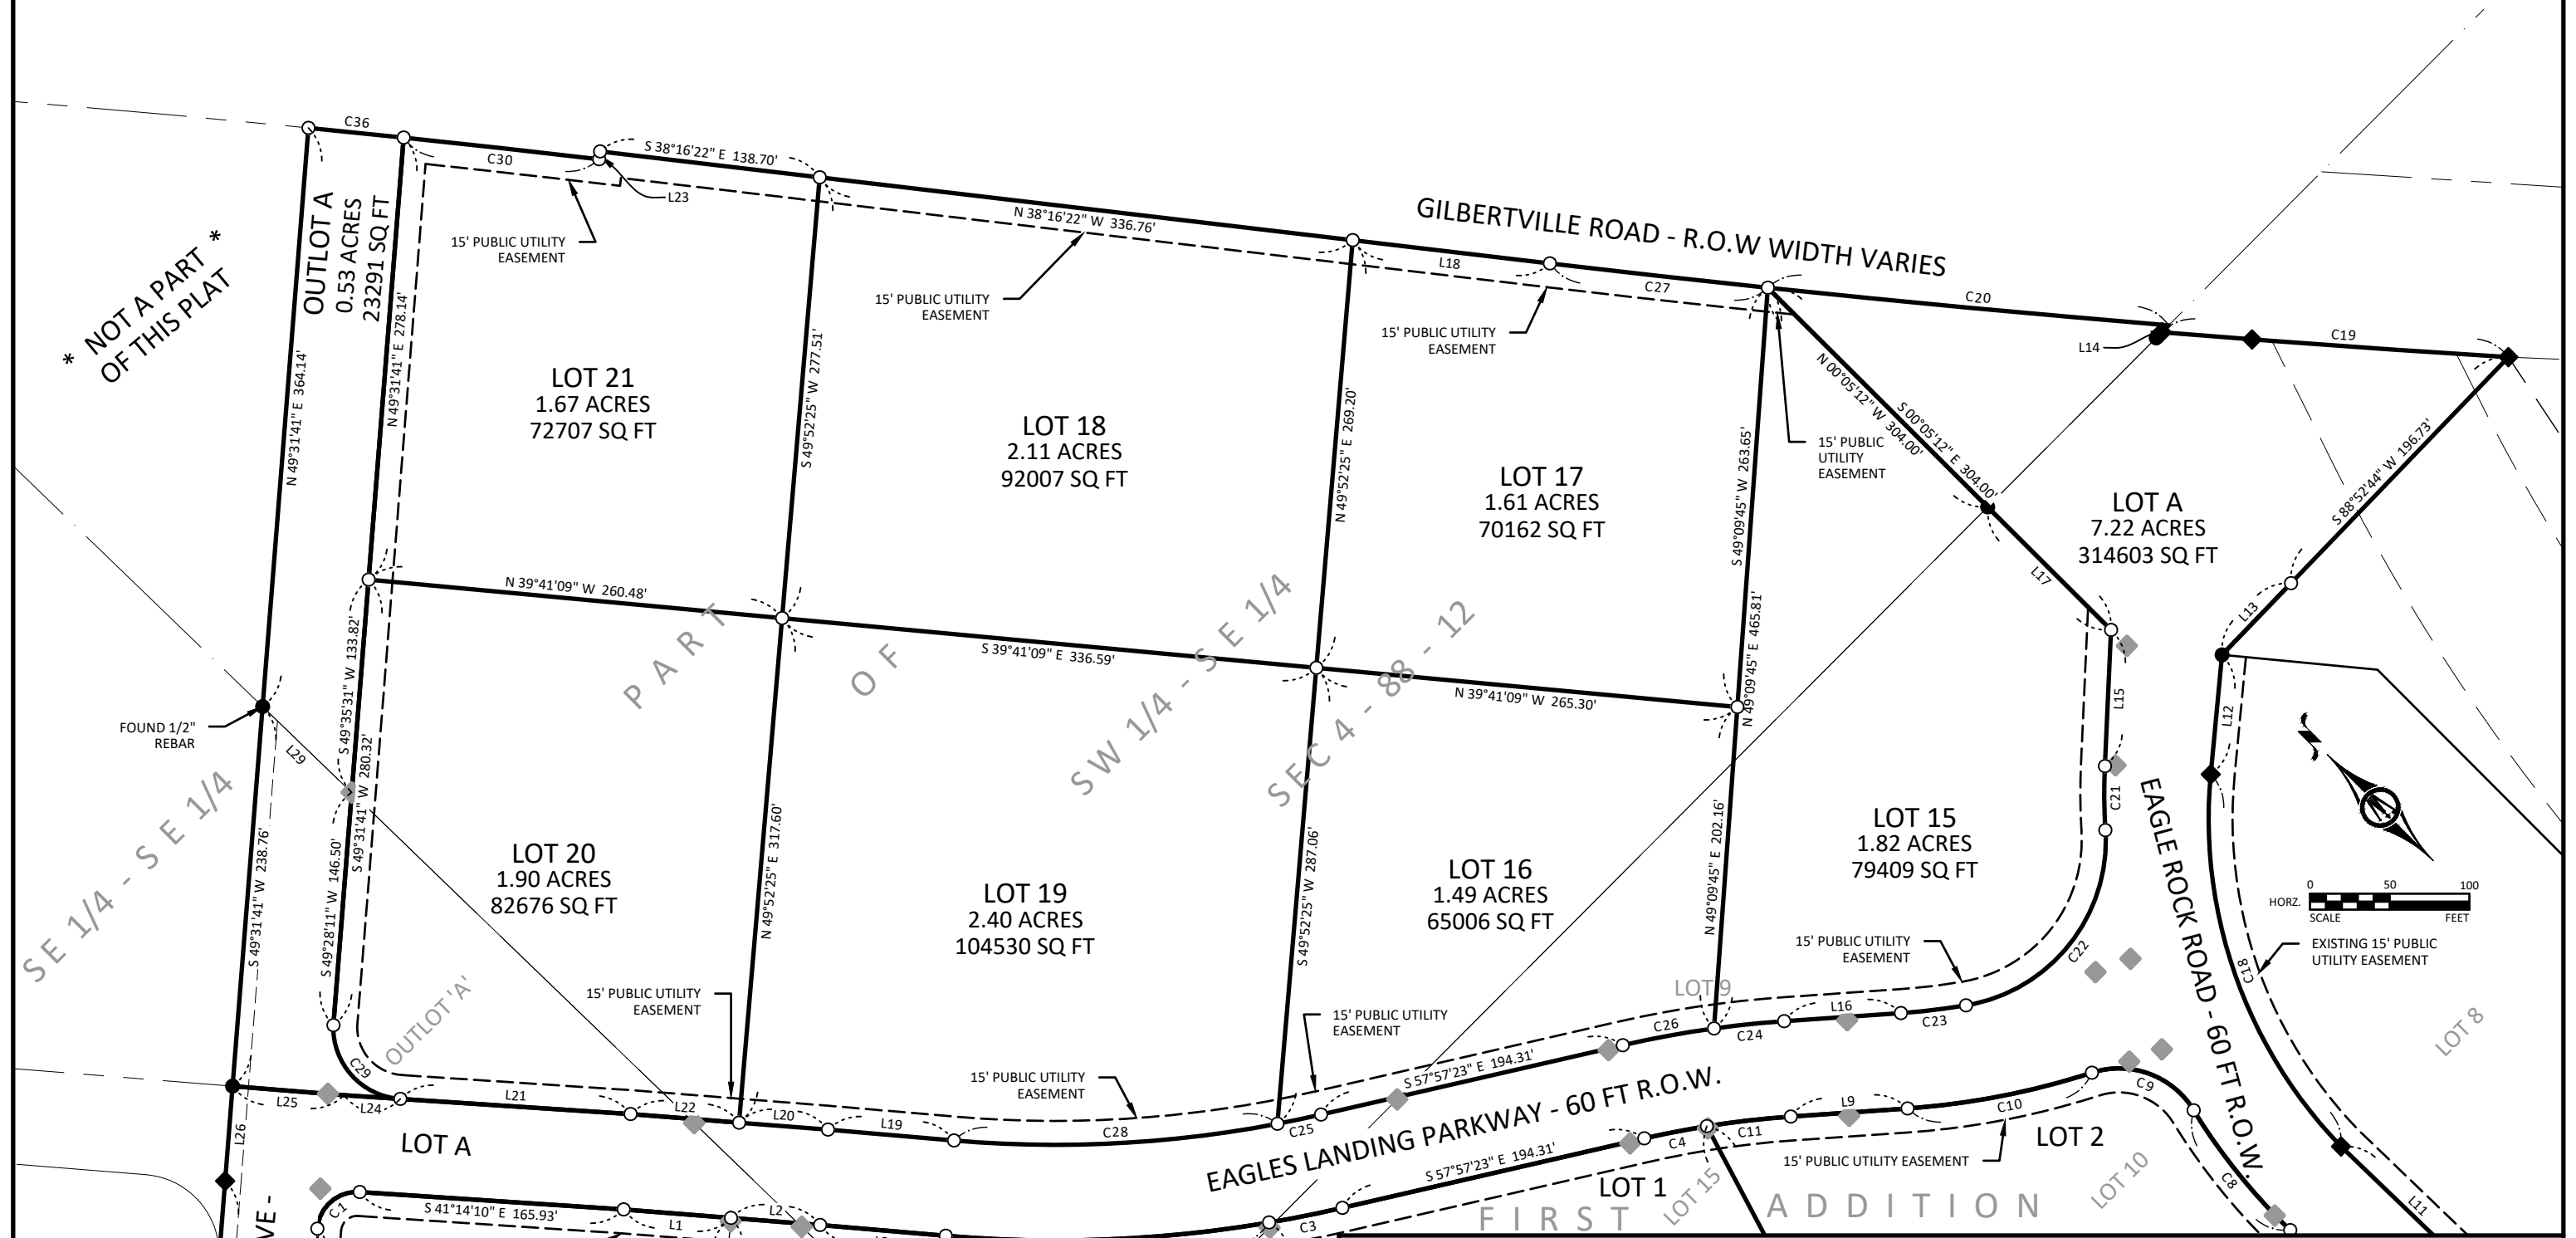 C36
C30
S 38°16'22" E 138.70'
L23
15' PUBLIC UTILITY
EASEMENT
N 38°16'22" W 336.76'
15' PUBLIC UTILITY
EASEMENT
GILBERTVILLE ROAD - R.O.W WIDTH VARIES
L18
C27
15' PUBLIC UTILITY
EASEMENT
C20
L14
C19
* NOT A PART *
OF THIS PLAT
OUTLOT A
0.53 ACRES
23291 SQ FT
N 49°31'41" E 364.14'
N 49°31'41" E 278.14'
LOT 21
1.67 ACRES
72707 SQ FT
S 49°52'25" W 277.51'
LOT 18
2.11 ACRES
92007 SQ FT
N 49°52'25" E 269.20'
LOT 17
1.61 ACRES
70162 SQ FT
S 49°09'45" W 263.65'
15' PUBLIC
UTILITY
EASEMENT
N 00°05'12" W 304.00'
S 00°05'12" E 304.00'
L17
LOT A
7.22 ACRES
314603 SQ FT
S 88°52'44" W 196.73'
L13
N 39°41'09" W 260.48'
S 39°41'09" E 336.59'
N 39°41'09" W 265.30'
PART
OF
SW 1/4 - SE 1/4
SEC 4 - 88 - 12
N 49°09'45" E 465.81'
FOUND 1/2"
REBAR
L29
S 49°35'31" W 133.82'
S 49°31'41" W 280.32'
S 49°28'11" W 146.50'
SE 1/4 - SE 1/4
S 49°31'41" W 238.76'
LOT 20
1.90 ACRES
82676 SQ FT
N 49°52'25" E 317.60'
LOT 19
2.40 ACRES
104530 SQ FT
S 49°52'25" W 287.06'
LOT 16
1.49 ACRES
65006 SQ FT
N 49°09'45" E 202.16'
LOT 15
1.82 ACRES
79409 SQ FT
L15
C21
C22
L12
N
EAGLE ROCK ROAD - 60 FT R.O.W.
0 50 100
HORZ.
SCALE FEET
EXISTING 15' PUBLIC
UTILITY EASEMENT
C18
LOT 8
15' PUBLIC UTILITY
EASEMENT
LOT 9
L16
C23
C24
C26
15' PUBLIC UTILITY
EASEMENT
S 57°57'23" E 194.31'
C25
15' PUBLIC UTILITY
EASEMENT
C28
15' PUBLIC UTILITY
EASEMENT
OUTLOT 'A'
C29
L25
L24
L21
L22
L20
L19
L26
LOT A
EAGLES LANDING PARKWAY - 60 FT R.O.W.
S 57°57'23" E 194.31'
C4
C11
L9
C10
C9
C8
L11
LOT 2
15' PUBLIC UTILITY EASEMENT
LOT 10
LOT 1
LOT 15
FIRST ADDITION
C3
VE -
C1
S 41°14'10" E 165.93'
L1
L2